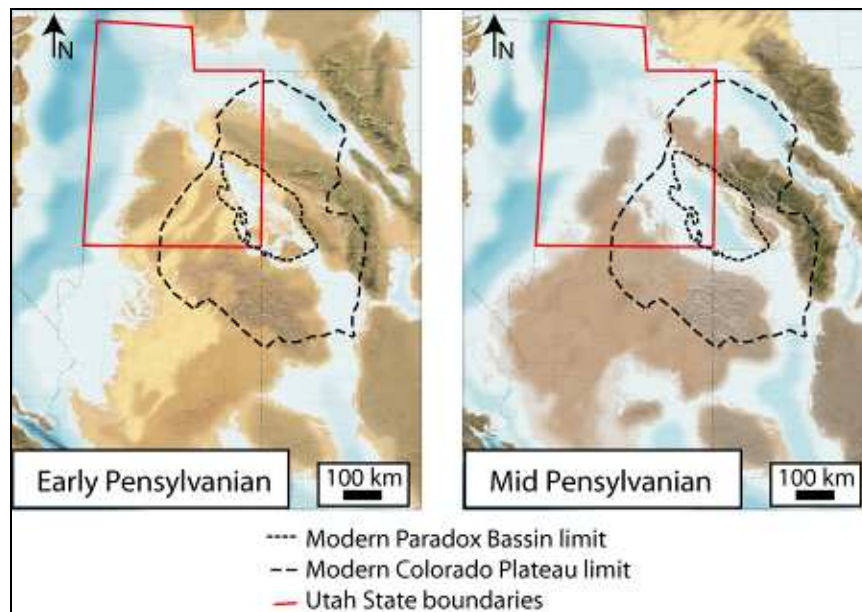 N
N
Early Pensylvanian
100 km
Mid Pensylvanian
100 km
Modern Paradox Bassin limit
Modern Colorado Plateau limit
Utah State boundaries